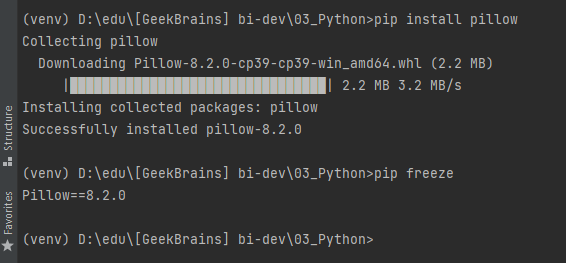 (venv) D:\edu\[GeekBrains] bi-dev\03_Python>pip install pillow
Collecting pillow
Downloading Pillow-8.2.0-cp39-cp39-win_amd64.whl (2.2 MB)
|████████████████████████████████| 2.2 MB 3.2 MB/s
Installing collected packages: pillow
Successfully installed pillow-8.2.0
(venv) D:\edu\[GeekBrains] bi-dev\03_Python>pip freeze
Pillow==8.2.0
(venv) D:\edu\[GeekBrains] bi-dev\03_Python>
Structure
Favorites